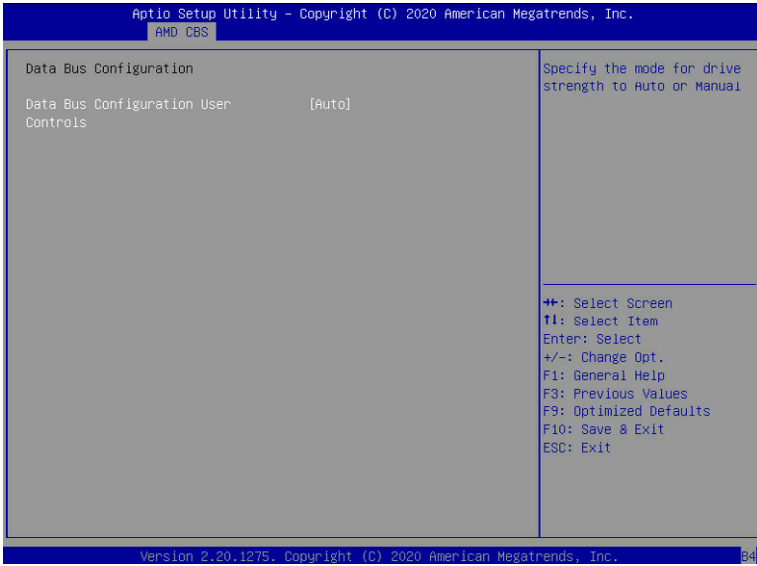 Aptio Setup Utility – Copyright (C) 2020 American Megatrends, Inc.
AMD CBS
Data Bus Configuration
Data Bus Configuration User [Auto]
Controls
Specify the mode for drive
strength to Auto or Manual
→←: Select Screen
↑↓: Select Item
Enter: Select
+/-: Change Opt.
F1: General Help
F3: Previous Values
F9: Optimized Defaults
F10: Save & Exit
ESC: Exit
Version 2.20.1275. Copyright (C) 2020 American Megatrends, Inc.
B4